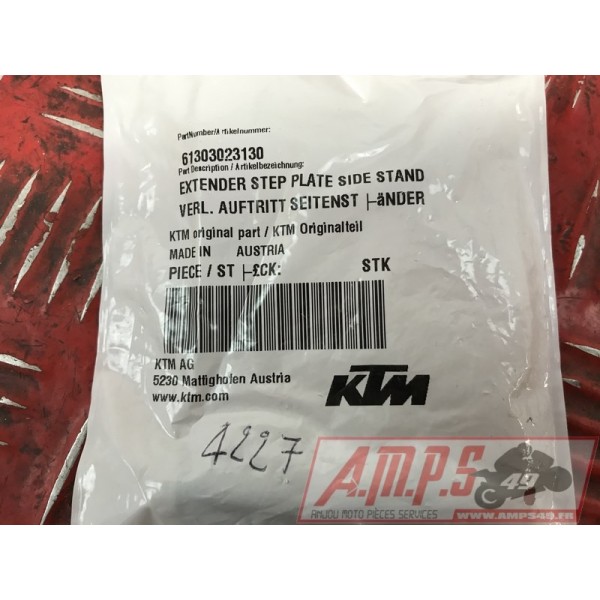 PartNumber/Artikelnummer:
61303023130
Part Description / Artikelbezeichnung:
EXTENDER STEP PLATE SIDE STAND
VERL. AUFTRITT SEITENST ├ÄNDER
KTM original part / KTM Originalteil
MADE IN AUSTRIA
PIECE / ST ├£CK: STK
KTM AG
5230 Mattighofen Austria
www.ktm.com
KTM
4227
A.M.P.S 49
ANJOU MOTO PIÈCES SERVICES
WWW.AMPS49.FR